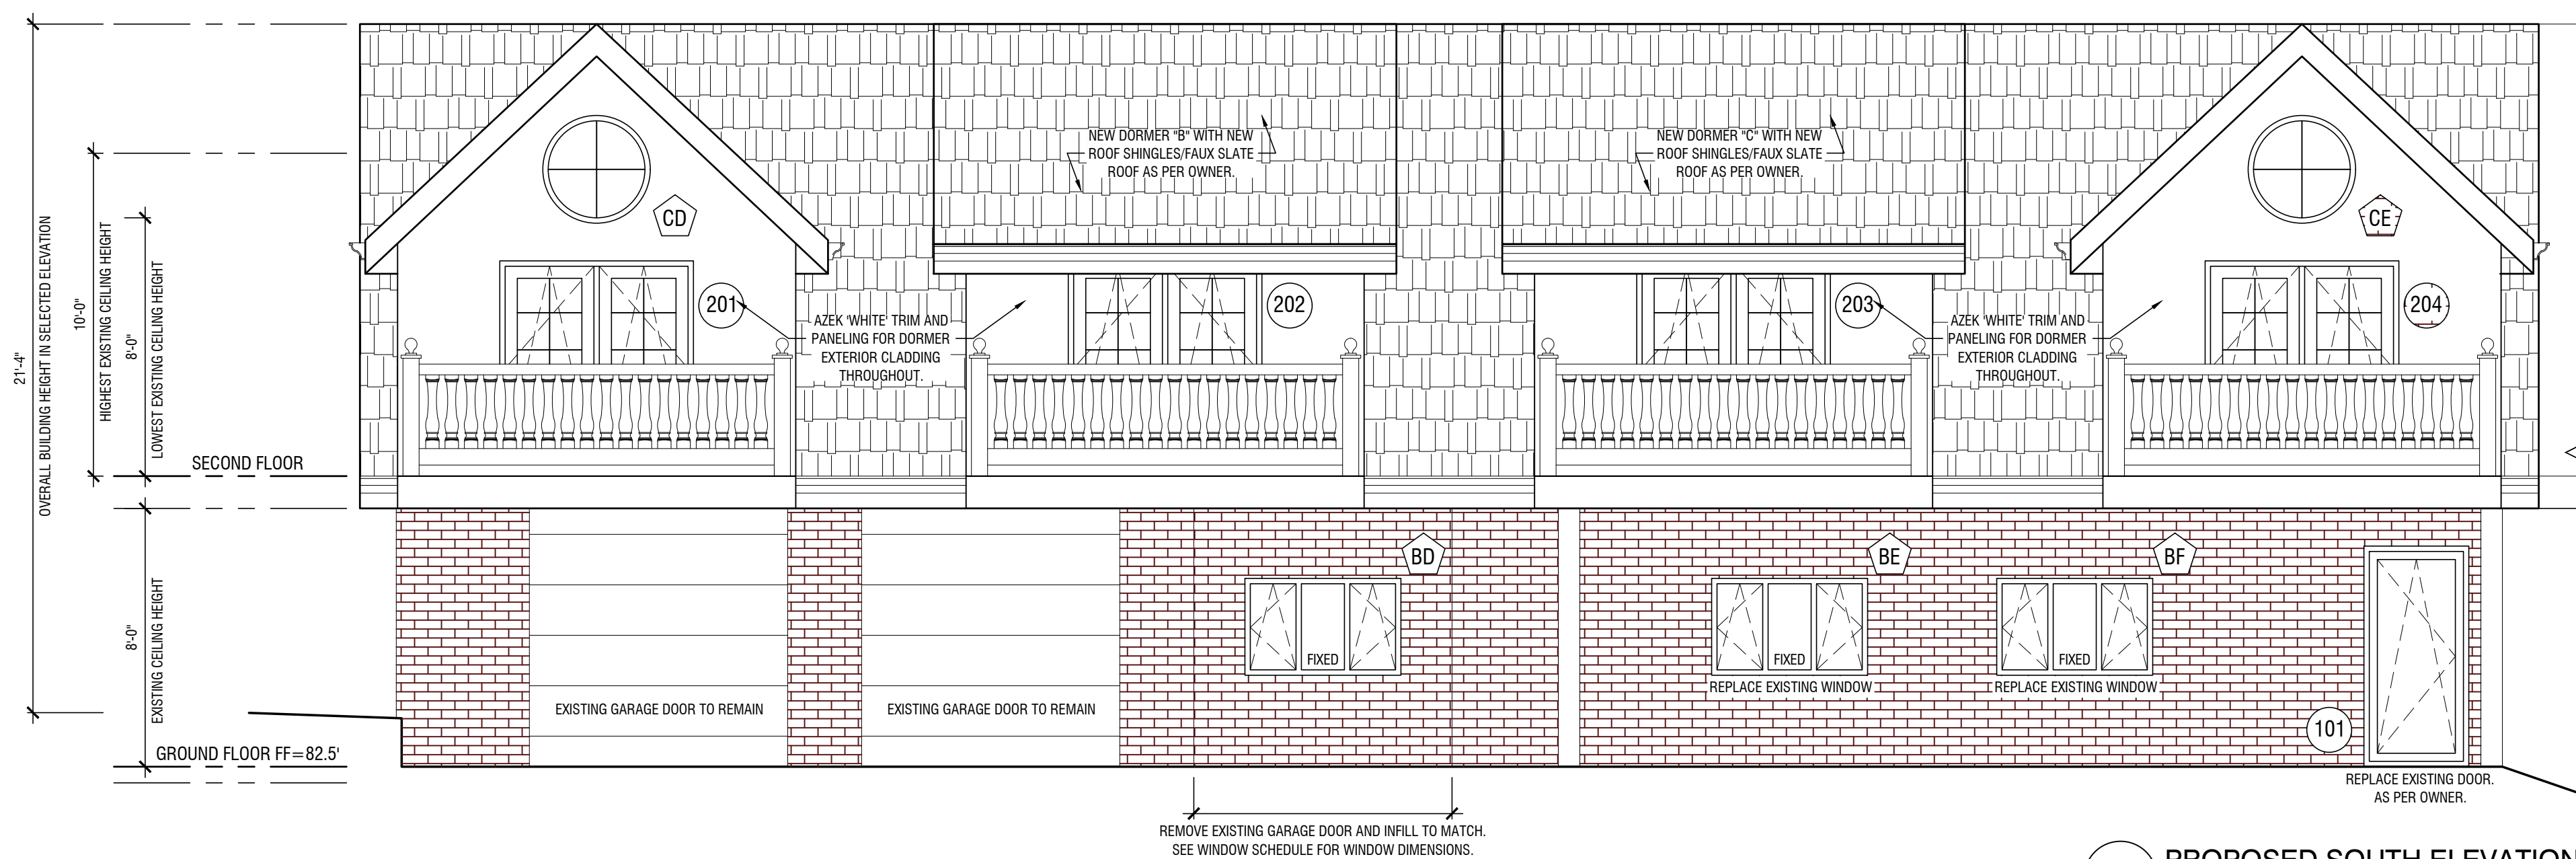 21'-4"
OVERALL BUILDING HEIGHT IN SELECTED ELEVATION
10'-0"
HIGHEST EXISTING CEILING HEIGHT
8'-0"
LOWEST EXISTING CEILING HEIGHT
SECOND FLOOR
8'-0"
EXISTING CEILING HEIGHT
GROUND FLOOR FF=82.5'
CD
201
AZEK 'WHITE' TRIM AND
PANELING FOR DORMER
EXTERIOR CLADDING
THROUGHOUT.
NEW DORMER "B" WITH NEW
ROOF SHINGLES/FAUX SLATE
ROOF AS PER OWNER.
202
NEW DORMER "C" WITH NEW
ROOF SHINGLES/FAUX SLATE
ROOF AS PER OWNER.
203
AZEK 'WHITE' TRIM AND
PANELING FOR DORMER
EXTERIOR CLADDING
THROUGHOUT.
CE
204
EXISTING GARAGE DOOR TO REMAIN
EXISTING GARAGE DOOR TO REMAIN
BD
FIXED
BE
FIXED
REPLACE EXISTING WINDOW
BF
FIXED
REPLACE EXISTING WINDOW
101
REPLACE EXISTING DOOR.
AS PER OWNER.
REMOVE EXISTING GARAGE DOOR AND INFILL TO MATCH.
SEE WINDOW SCHEDULE FOR WINDOW DIMENSIONS.
PROPOSED SOUTH ELEVATION